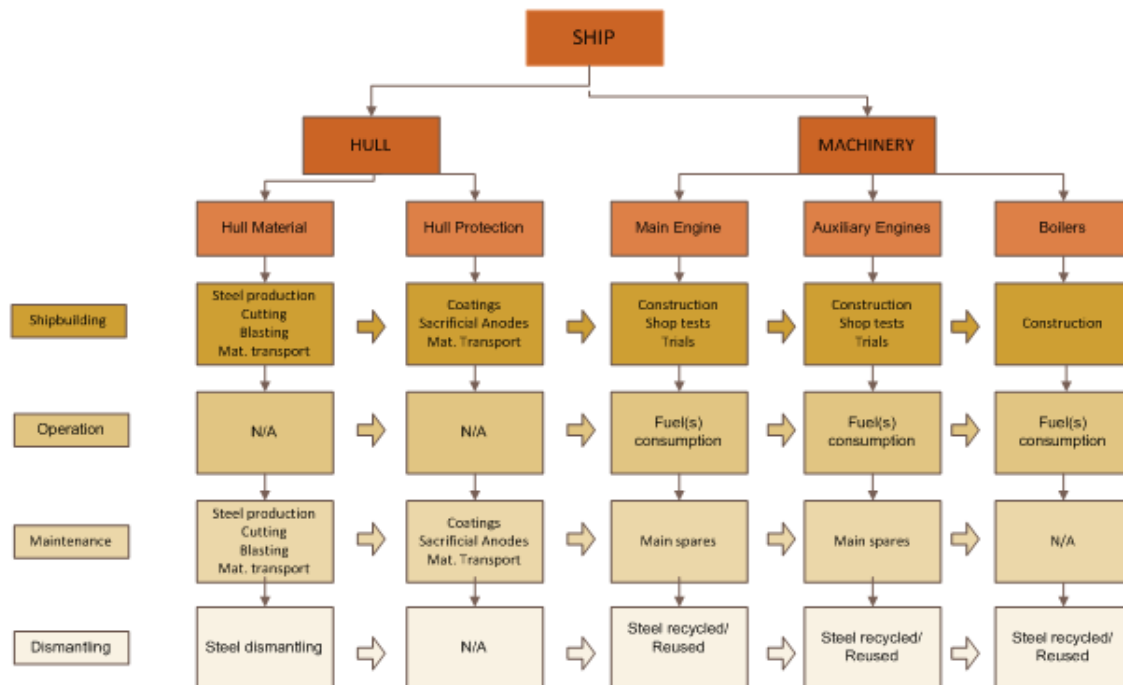 SHIP
HULL
MACHINERY
Hull Material
Hull Protection
Main Engine
Auxiliary Engines
Boilers
Shipbuilding
Steel production
Cutting
Blasting
Mat. transport
Coatings
Sacrificial Anodes
Mat. Transport
Construction
Shop tests
Trials
Construction
Shop tests
Trials
Construction
Operation
N/A
N/A
Fuel(s)
consumption
Fuel(s)
consumption
Fuel(s)
consumption
Maintenance
Steel production
Cutting
Blasting
Mat. transport
Coatings
Sacrificial Anodes
Mat. Transport
Main spares
Main spares
N/A
Dismantling
Steel dismantling
N/A
Steel recycled/
Reused
Steel recycled/
Reused
Steel recycled/
Reused